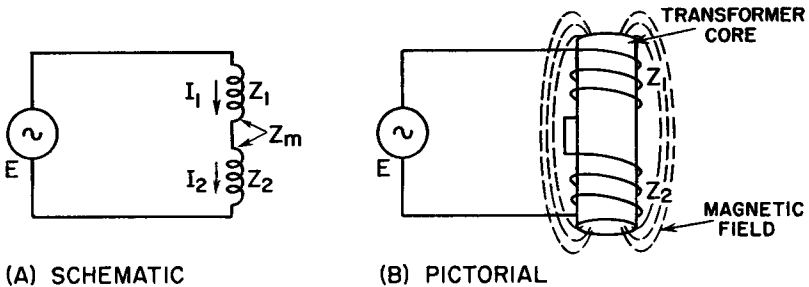 TRANSFORMER
CORE
I₁
Z₁
Zm
E
I₂
Z₂
Z₁
E
Z₂
MAGNETIC
FIELD
(A) SCHEMATIC
(B) PICTORIAL